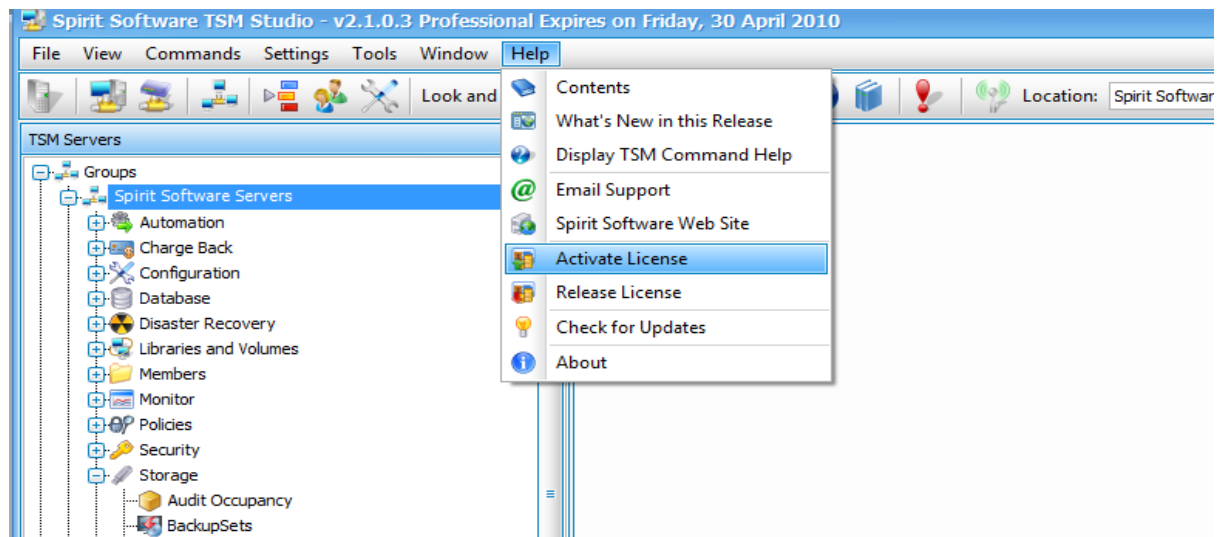 Spirit Software TSM Studio - v2.1.0.3 Professional Expires on Friday, 30 April 2010
File View Commands Settings Tools Window Help
Look and
Location: Spirit Softwar
TSM Servers
Groups
Spirit Software Servers
Automation
Charge Back
Configuration
Database
Disaster Recovery
Libraries and Volumes
Members
Monitor
Policies
Security
Storage
Audit Occupancy
BackupSets
Contents
What's New in this Release
Display TSM Command Help
Email Support
Spirit Software Web Site
Activate License
Release License
Check for Updates
About